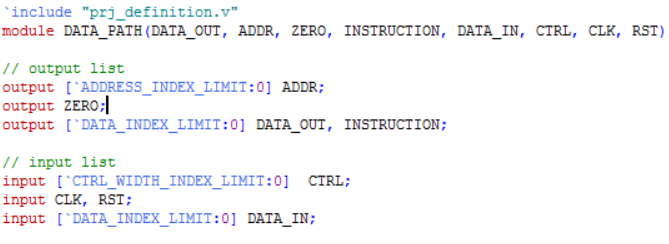 `include "prj_definition.v"
module DATA_PATH(DATA_OUT, ADDR, ZERO, INSTRUCTION, DATA_IN, CTRL, CLK, RST)
// output list
output [`ADDRESS_INDEX_LIMIT:0] ADDR;
output ZERO;
output [`DATA_INDEX_LIMIT:0] DATA_OUT, INSTRUCTION;
// input list
input [`CTRL_WIDTH_INDEX_LIMIT:0]  CTRL;
input CLK, RST;
input [`DATA_INDEX_LIMIT:0] DATA_IN;